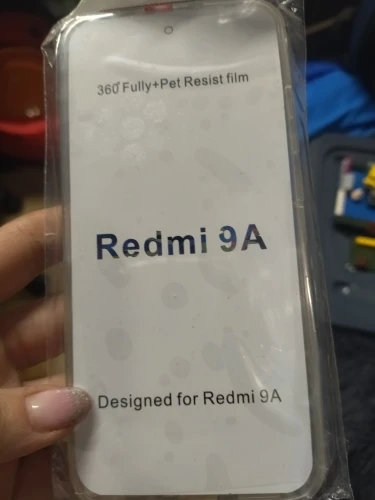 360° Fully+Pet Resist film
Redmi 9A
Designed for Redmi 9A